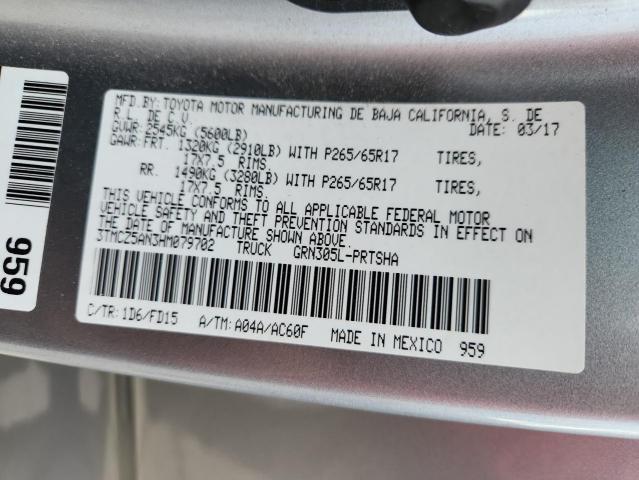 MFD.BY:TOYOTA MOTOR MANUFACTURING DE BAJA CALIFORNIA, S. DE
R.L. DE C.V. DATE: 03/17
GVWR: 2545KG (5600LB)
GAWR:FRT. 1320KG (2910LB) WITH P265/65R17 TIRES,
17X7.5 RIMS.
RR. 1490KG (3280LB) WITH P265/65R17 TIRES,
17X7.5 RIMS.
THIS VEHICLE CONFORMS TO ALL APPLICABLE FEDERAL MOTOR
VEHICLE SAFETY AND THEFT PREVENTION STANDARDS IN EFFECT ON
THE DATE OF MANUFACTURE SHOWN ABOVE.
3TMCZ5AN3HM079702 TRUCK GRN305L-PRTSHA
C/TR:1D6/FD15 A/TM:A04A/AC60F MADE IN MEXICO 959
959